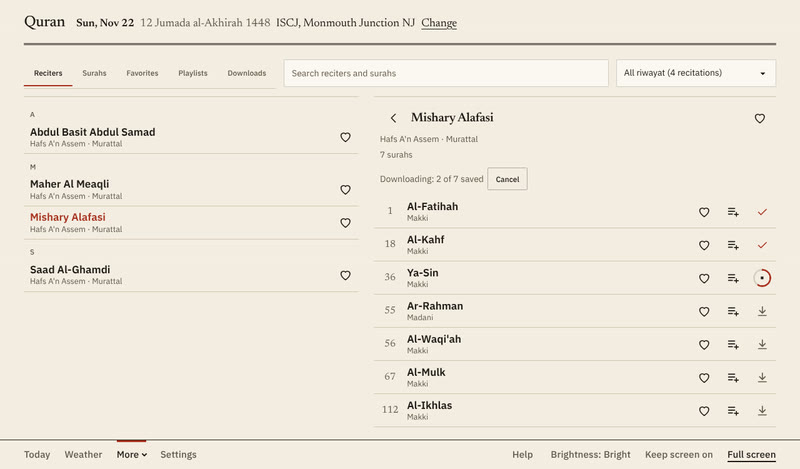 Quran Sun, Nov 22 12 Jumada al-Akhirah 1448 ISCJ, Monmouth Junction NJ Change
Reciters Surahs Favorites Playlists Downloads
Search reciters and surahs
All riwayat (4 recitations)
A
Abdul Basit Abdul Samad
Hafs A'n Assem · Murattal
M
Maher Al Meaqli
Hafs A'n Assem · Murattal
Mishary Alafasi
Hafs A'n Assem · Murattal
S
Saad Al-Ghamdi
Hafs A'n Assem · Murattal
Mishary Alafasi
Hafs A'n Assem · Murattal
7 surahs
Downloading: 2 of 7 saved Cancel
1 Al-Fatihah
Makki
18 Al-Kahf
Makki
36 Ya-Sin
Makki
55 Ar-Rahman
Madani
56 Al-Waqi'ah
Makki
67 Al-Mulk
Makki
112 Al-Ikhlas
Makki
Today Weather More Settings Help Brightness: Bright Keep screen on Full screen